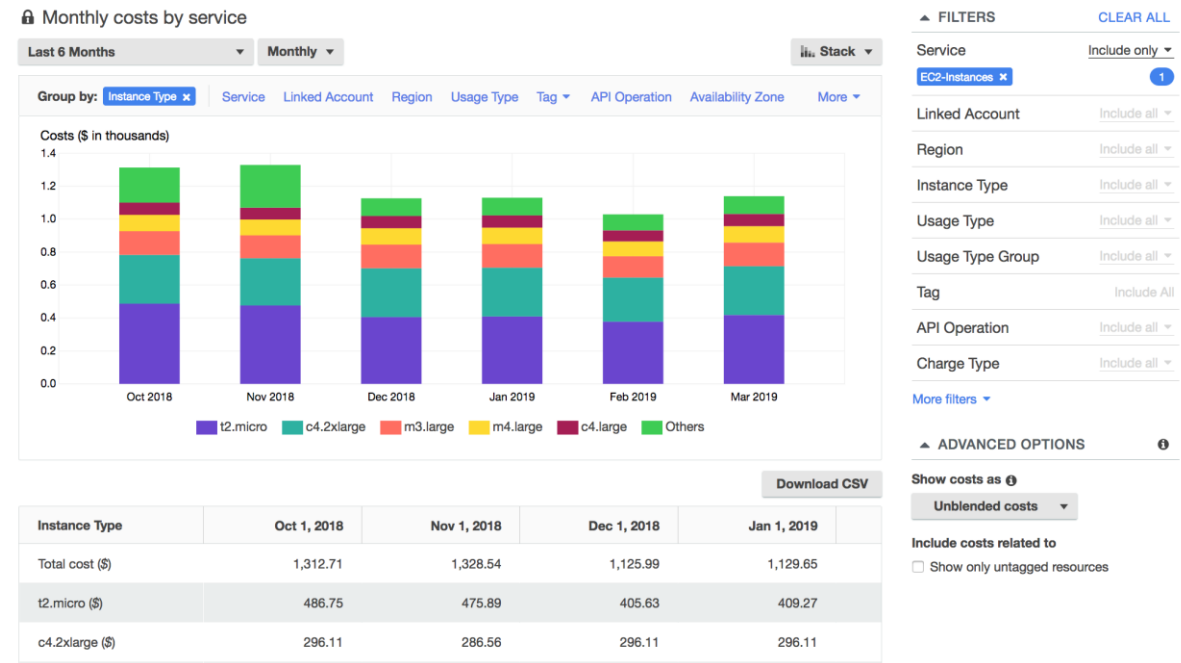 Monthly costs by service
Last 6 Months
Monthly
Stack
Group by: Instance Type × Service Linked Account Region Usage Type Tag API Operation Availability Zone More
Costs ($ in thousands)
1.4
1.2
1.0
0.8
0.6
0.4
0.2
0.0
Oct 2018 Nov 2018 Dec 2018 Jan 2019 Feb 2019 Mar 2019
t2.micro c4.2xlarge m3.large m4.large c4.large Others
Download CSV
Instance Type Oct 1, 2018 Nov 1, 2018 Dec 1, 2018 Jan 1, 2019
Total cost ($) 1,312.71 1,328.54 1,125.99 1,129.65
t2.micro ($) 486.75 475.89 405.63 409.27
c4.2xlarge ($) 296.11 286.56 296.11 296.11
FILTERS CLEAR ALL
Service Include only
EC2-Instances × 1
Linked Account Include all
Region Include all
Instance Type Include all
Usage Type Include all
Usage Type Group Include all
Tag Include All
API Operation Include all
Charge Type Include all
More filters
ADVANCED OPTIONS i
Show costs as i
Unblended costs
Include costs related to
Show only untagged resources